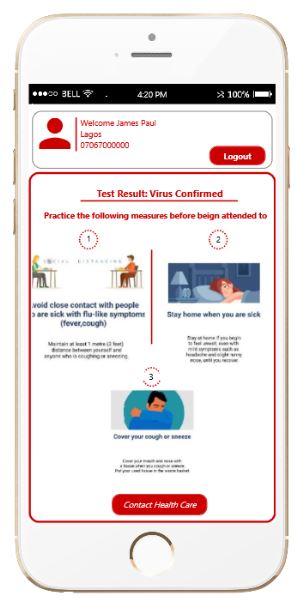 BELL
4:20 PM
100%
Welcome James Paul
Lagos
07067000000
Logout
Test Result: Virus Confirmed
Practice the following measures before beign attended to
1
SOCIAL DISTANCING
void close contact with people
o are sick with flu-like symptoms
(fever,cough)
Maintain at least 1 metre (3 feet)
distance between yourself and
anyone who is coughing or sneezing.
2
Stay home when you are sick
Stay at home if you begin
to feel unwell, even with
mild symptoms such as
headache and slight runny
nose, until you recover.
3
Cover your cough or sneeze
Cover your mouth and nose with
a tissue when you cough or sneeze.
Put your used tissue in the waste basket.
Contact Health Care